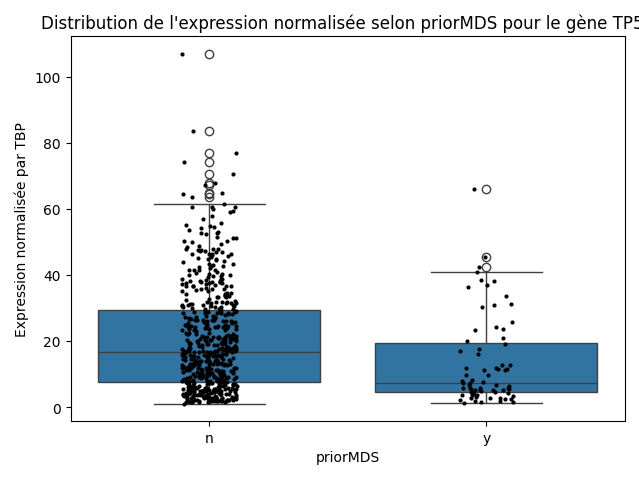 Distribution de l'expression normalisée selon priorMDS pour le gène TP5
100
80
60
40
20
0
Expression normalisée par TBP
n
y
priorMDS